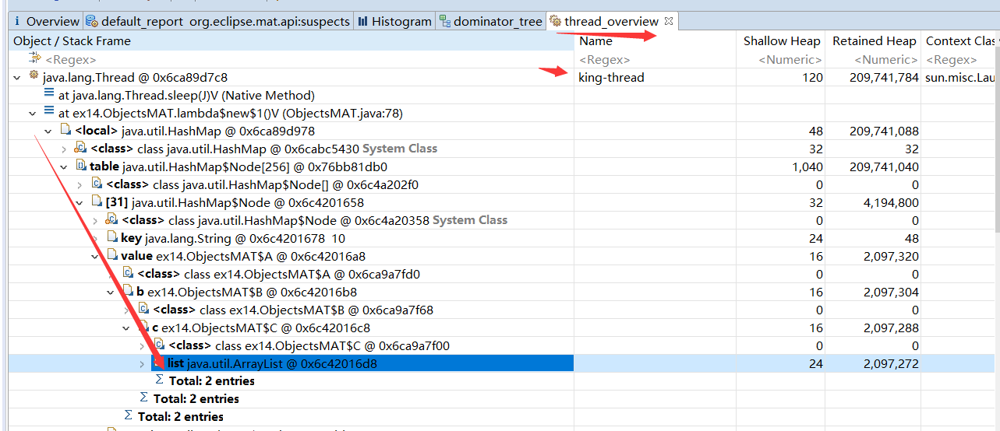 i Overview default_report org.eclipse.mat.api:suspects Histogram dominator_tree thread_overview
Object / Stack Frame Name Shallow Heap Retained Heap Context Clas
<Regex> <Regex> <Numeric> <Numeric> <Regex>
java.lang.Thread @ 0x6ca89d7c8 king-thread 120 209,741,784 sun.misc.Lau
at java.lang.Thread.sleep(J)V (Native Method)
at ex14.ObjectsMAT.lambda$new$1()V (ObjectsMAT.java:78)
<local> java.util.HashMap @ 0x6ca89d978 48 209,741,088
<class> class java.util.HashMap @ 0x6cabc5430 System Class 32 32
table java.util.HashMap$Node[256] @ 0x76bb81db0 1,040 209,741,040
<class> class java.util.HashMap$Node[] @ 0x6c4a202f0 0 0
[31] java.util.HashMap$Node @ 0x6c4201658 32 4,194,800
<class> class java.util.HashMap$Node @ 0x6c4a20358 System Class 0 0
key java.lang.String @ 0x6c4201678 10 24 48
value ex14.ObjectsMAT$A @ 0x6c42016a8 16 2,097,320
<class> class ex14.ObjectsMAT$A @ 0x6ca9a7fd0 0 0
b ex14.ObjectsMAT$B @ 0x6c42016b8 16 2,097,304
<class> class ex14.ObjectsMAT$B @ 0x6ca9a7f68 0 0
c ex14.ObjectsMAT$C @ 0x6c42016c8 16 2,097,288
<class> class ex14.ObjectsMAT$C @ 0x6ca9a7f00 0 0
list java.util.ArrayList @ 0x6c42016d8 24 2,097,272
Σ Total: 2 entries
Σ Total: 2 entries
Σ Total: 2 entries